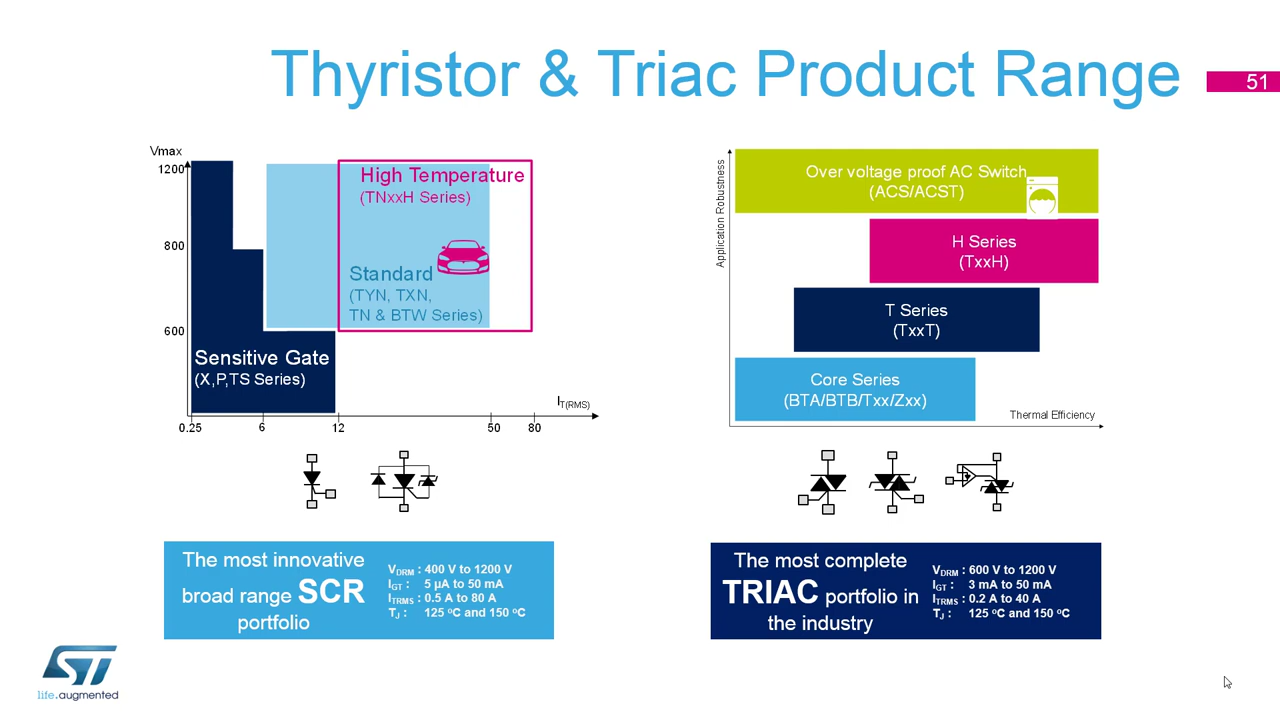 Thyristor & Triac Product Range
51
Vmax
1200
800
600
High Temperature
(TNxxH Series)
Standard
(TYN, TXN,
TN & BTW Series)
Sensitive Gate
(X,P,TS Series)
IT(RMS)
0.25
6
12
50
80
Application Robustness
Over voltage proof AC Switch
(ACS/ACST)
H Series
(TxxH)
T Series
(TxxT)
Core Series
(BTA/BTB/Txx/Zxx)
Thermal Efficiency
The most innovative
broad range SCR
portfolio
VDRM : 400 V to 1200 V
IGT : 5 µA to 50 mA
ITRMS : 0.5 A to 80 A
TJ : 125 ºC and 150 ºC
The most complete
TRIAC portfolio in
the industry
VDRM : 600 V to 1200 V
IGT : 3 mA to 50 mA
ITRMS : 0.2 A to 40 A
TJ : 125 ºC and 150 ºC
ST
life.augmented